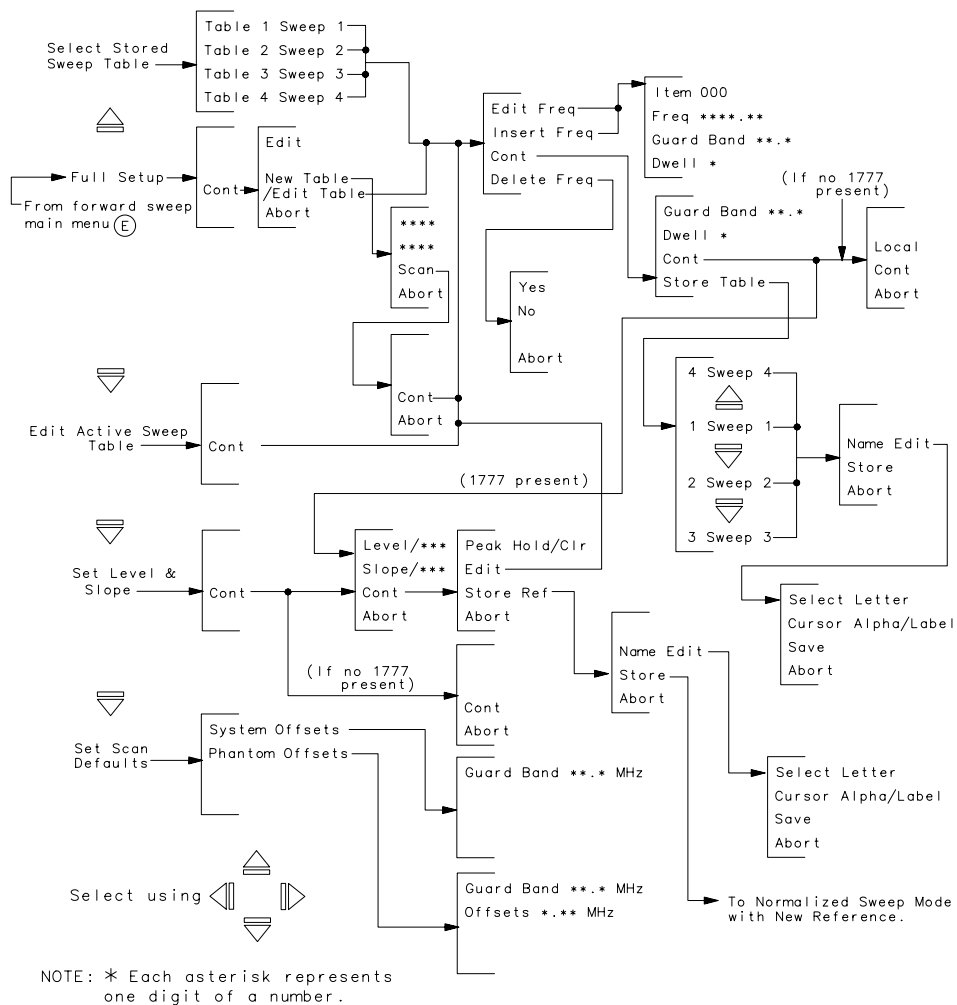 Select Stored
Sweep Table
Table 1 Sweep 1
Table 2 Sweep 2
Table 3 Sweep 3
Table 4 Sweep 4
Full Setup
From forward sweep
main menu E
Cont
Edit
New Table
/Edit Table
Abort
****
****
Scan
Abort
Cont
Abort
Edit Freq
Insert Freq
Cont
Delete Freq
Item 000
Freq ****.**
Guard Band **.*
Dwell *
Yes
No
Abort
Guard Band **.*
Dwell *
Cont
Store Table
(If no 1777
present)
Local
Cont
Abort
4 Sweep 4
1 Sweep 1
2 Sweep 2
3 Sweep 3
Name Edit
Store
Abort
Select Letter
Cursor Alpha/Label
Save
Abort
Edit Active Sweep
Table
Cont
(1777 present)
Set Level &
Slope
Cont
Level/***
Slope/***
Cont
Abort
Peak Hold/Clr
Edit
Store Ref
Abort
(If no 1777
present)
Cont
Abort
Name Edit
Store
Abort
Select Letter
Cursor Alpha/Label
Save
Abort
To Normalized Sweep Mode
with New Reference.
Set Scan
Defaults
System Offsets
Phantom Offsets
Guard Band **.* MHz
Guard Band **.* MHz
Offsets *.** MHz
Select using
NOTE: * Each asterisk represents
one digit of a number.